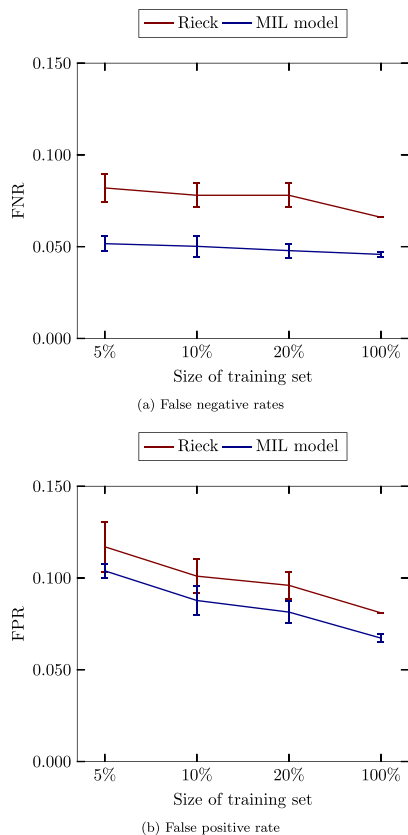 Rieck MIL model
0.150
0.100
0.050
0.000
FNR
5% 10% 20% 100%
Size of training set
(a) False negative rates
Rieck MIL model
0.150
0.100
0.050
0.000
FPR
5% 10% 20% 100%
Size of training set
(b) False positive rate